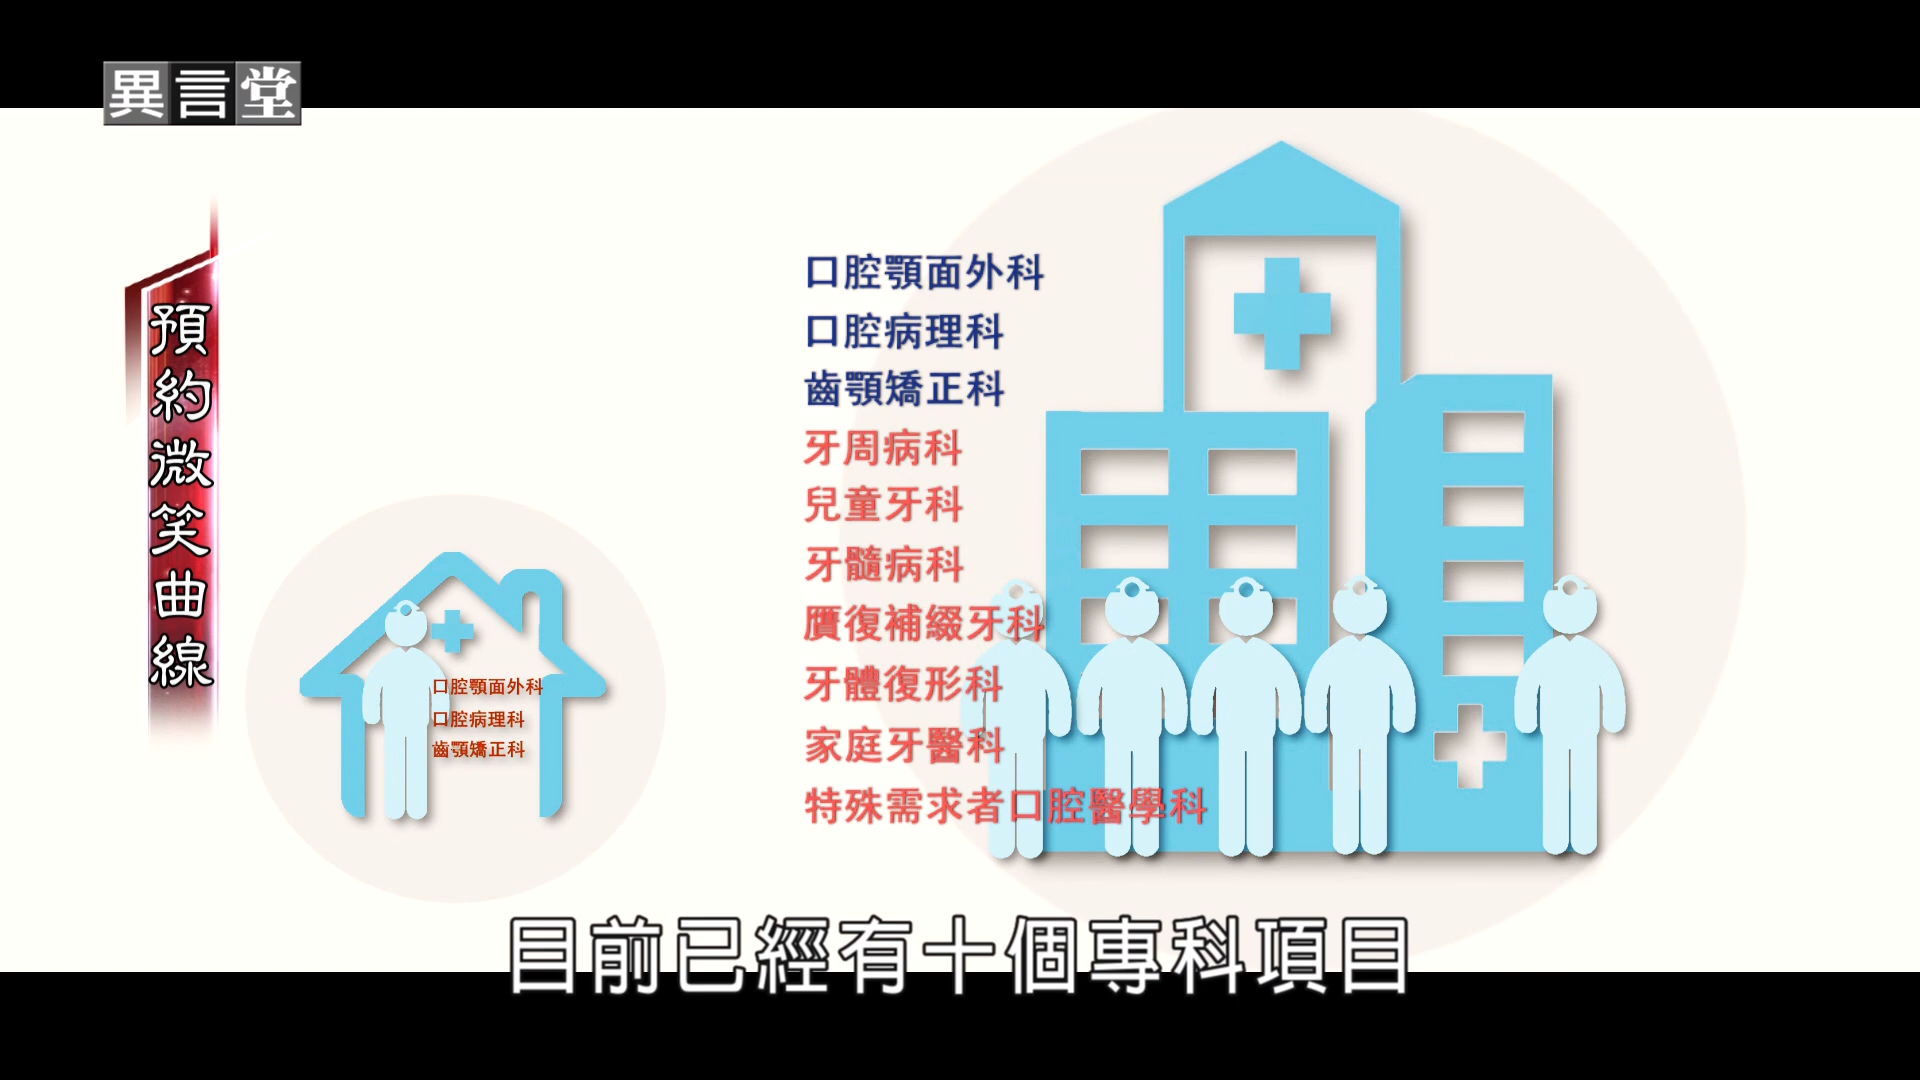 異言堂
預約微笑曲線
口腔顎面外科
口腔病理科
齒顎矯正科
牙周病科
兒童牙科
牙髓病科
贋復補綴牙科
牙體復形科
家庭牙醫科
特殊需求者口腔醫學科
口腔顎面外科
口腔病理科
齒顎矯正科
目前已經有十個專科項目